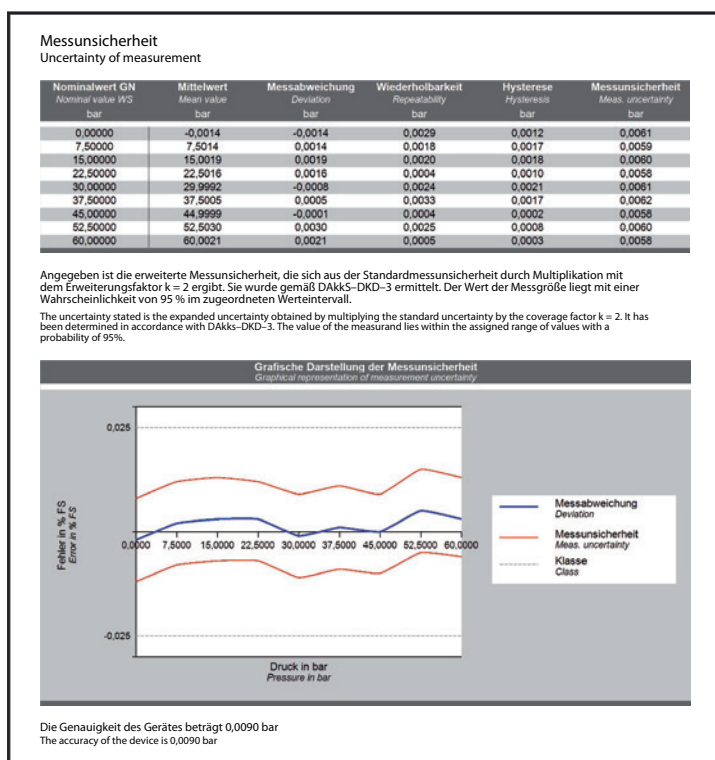 Messunsicherheit
Uncertainty of measurement
Nominalwert GN Mittelwert Messabweichung Wiederholbarkeit Hysterese Messunsicherheit
Nominal value WS Mean value Deviation Repeatability Hysteresis Meas. uncertainty
bar bar bar bar bar bar
0,00000 -0,0014 -0,0014 0,0029 0,0012 0,0061
7,50000 7,5014 0,0014 0,0018 0,0017 0,0059
15,00000 15,0019 0,0019 0,0020 0,0018 0,0060
22,50000 22,5016 0,0016 0,0004 0,0010 0,0058
30,00000 29,9992 -0,0008 0,0024 0,0021 0,0061
37,50000 37,5005 0,0005 0,0033 0,0017 0,0062
45,00000 44,9999 -0,0001 0,0004 0,0002 0,0058
52,50000 52,5030 0,0030 0,0025 0,0008 0,0060
60,00000 60,0021 0,0021 0,0005 0,0003 0,0058
Angegeben ist die erweiterte Messunsicherheit, die sich aus der Standardmessunsicherheit durch Multiplikation mit
dem Erweiterungsfaktor k = 2 ergibt. Sie wurde gemäß DAkkS–DKD–3 ermittelt. Der Wert der Messgröße liegt mit einer
Wahrscheinlichkeit von 95 % im zugeordneten Werteintervall.
The uncertainty stated is the expanded uncertainty obtained by multiplying the standard uncertainty by the coverage factor k = 2. It has
been determined in accordance with DAkks–DKD–3. The value of the measurand lies within the assigned range of values with a
probability of 95%.
Grafische Darstellung der Messunsicherheit
Graphical representation of measurement uncertainty
0,025
Fehler in % FS
Error in % FS
0,0000 7,5000 15,0000 22,5000 30,0000 37,5000 45,0000 52,5000 60,0000
-0,025
Druck in bar
Pressure in bar
Messabweichung
Deviation
Messunsicherheit
Meas. uncertainty
Klasse
Class
Die Genauigkeit des Gerätes beträgt 0,0090 bar
The accuracy of the device is 0,0090 bar